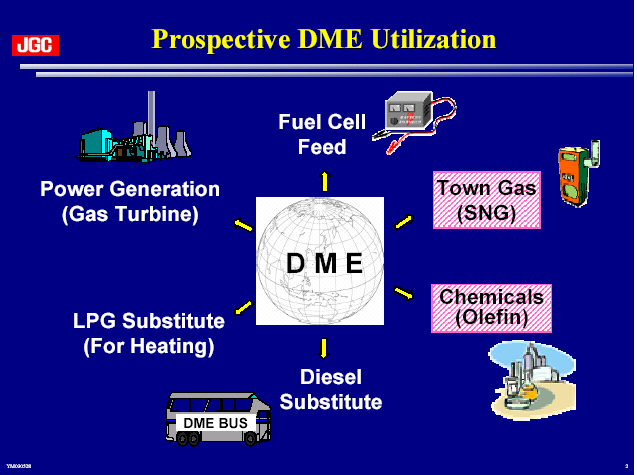 JGC
Prospective DME Utilization
Fuel Cell
Feed
Power Generation
(Gas Turbine)
Town Gas
(SNG)
D M E
Chemicals
(Olefin)
LPG Substitute
(For Heating)
Diesel
Substitute
DME BUS
2